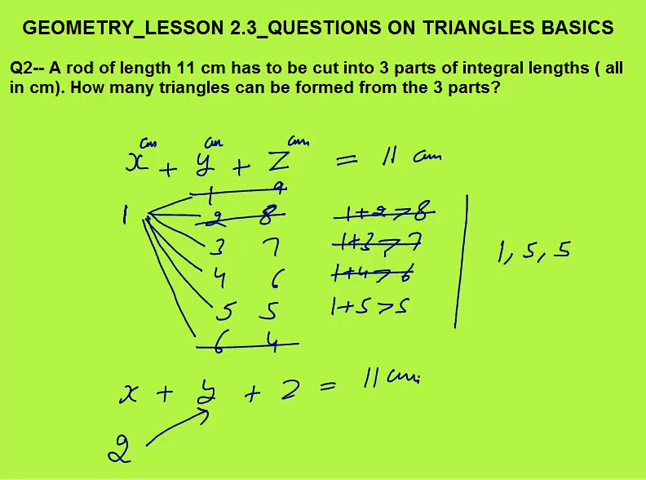 GEOMETRY_LESSON 2.3_QUESTIONS ON TRIANGLES BASICS
Q2-- A rod of length 11 cm has to be cut into 3 parts of integral lengths ( all
in cm). How many triangles can be formed from the 3 parts?
cm cm cm
x + y + z = 11 cm
1 9
1 2 8 1+2>8
3 7 1+3>7
4 6 1+4>6
1, 5, 5
5 5 1+5>5
6 4
x + y + 2 = 11 cm.
2